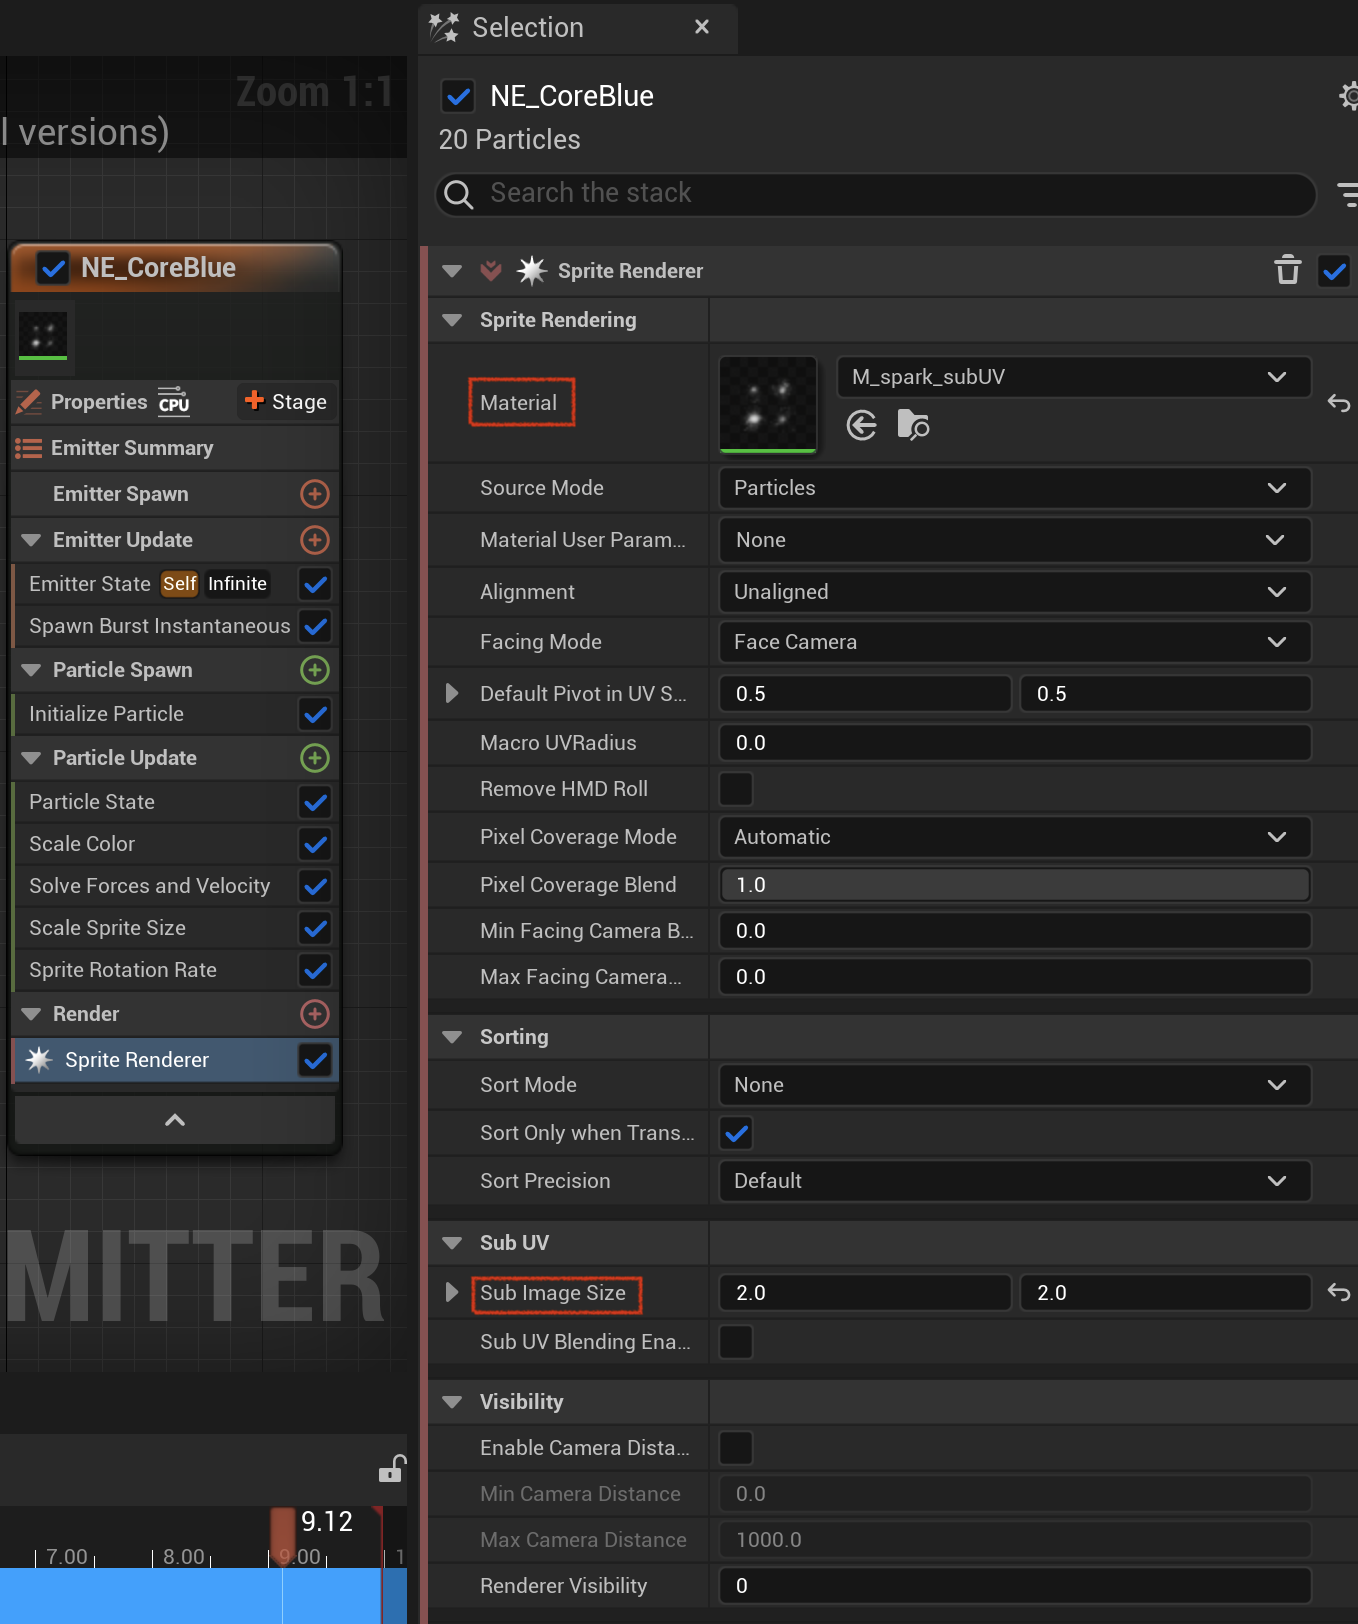 Zoom 1:1
l versions)
NE_CoreBlue
Properties CPU Stage
Emitter Summary
Emitter Spawn
Emitter Update
Emitter State Self Infinite
Spawn Burst Instantaneous
Particle Spawn
Initialize Particle
Particle Update
Particle State
Scale Color
Solve Forces and Velocity
Scale Sprite Size
Sprite Rotation Rate
Render
Sprite Renderer
MITTER
9.12
7.00 8.00 9.00 1
Selection
NE_CoreBlue
20 Particles
Search the stack
Sprite Renderer
Sprite Rendering
Material M_spark_subUV
Source Mode Particles
Material User Param... None
Alignment Unaligned
Facing Mode Face Camera
Default Pivot in UV S... 0.5 0.5
Macro UVRadius 0.0
Remove HMD Roll
Pixel Coverage Mode Automatic
Pixel Coverage Blend 1.0
Min Facing Camera B... 0.0
Max Facing Camera... 0.0
Sorting
Sort Mode None
Sort Only when Trans...
Sort Precision Default
Sub UV
Sub Image Size 2.0 2.0
Sub UV Blending Ena...
Visibility
Enable Camera Dista...
Min Camera Distance 0.0
Max Camera Distance 1000.0
Renderer Visibility 0